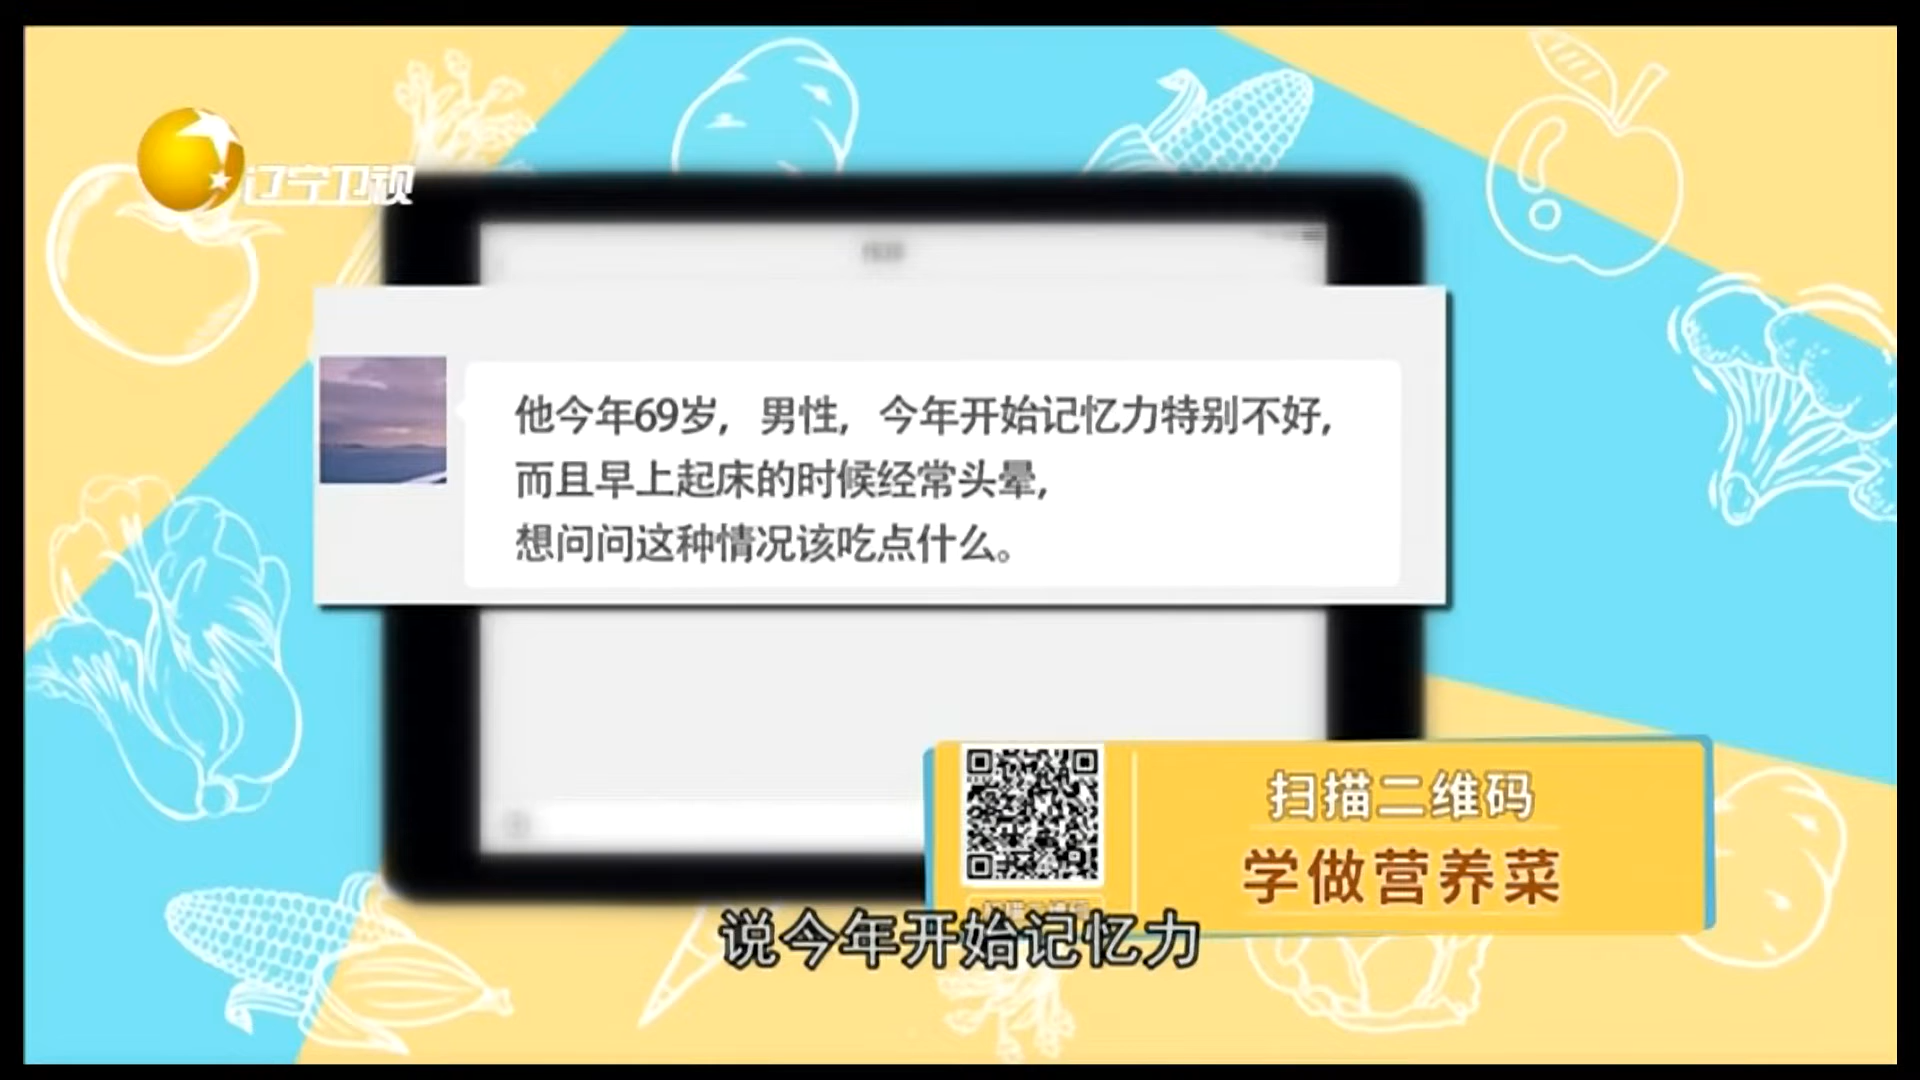 辽宁卫视
他今年69岁，男性，今年开始记忆力特别不好，
而且早上起床的时候经常头晕，
想问问这种情况该吃点什么。
扫描二维码
学做营养菜
说今年开始记忆力